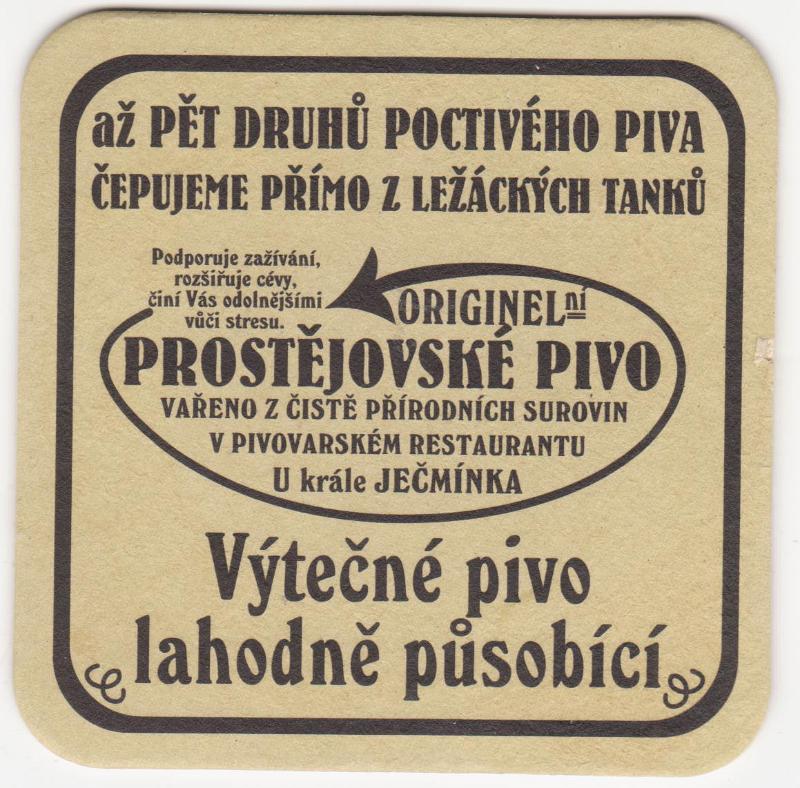 až PĚT DRUHŮ POCTIVÉHO PIVA
ČEPUJEME PŘÍMO Z LEŽÁCKÝCH TANKŮ
Podporuje zažívání,
rozšiřuje cévy,
činí Vás odolnějšími
vůči stresu.
ORIGINELní
PROSTĚJOVSKÉ PIVO
VAŘENO Z ČISTĚ PŘÍRODNÍCH SUROVIN
V PIVOVARSKÉM RESTAURANTU
U krále JEČMÍNKA
Výtečné pivo
lahodně působící